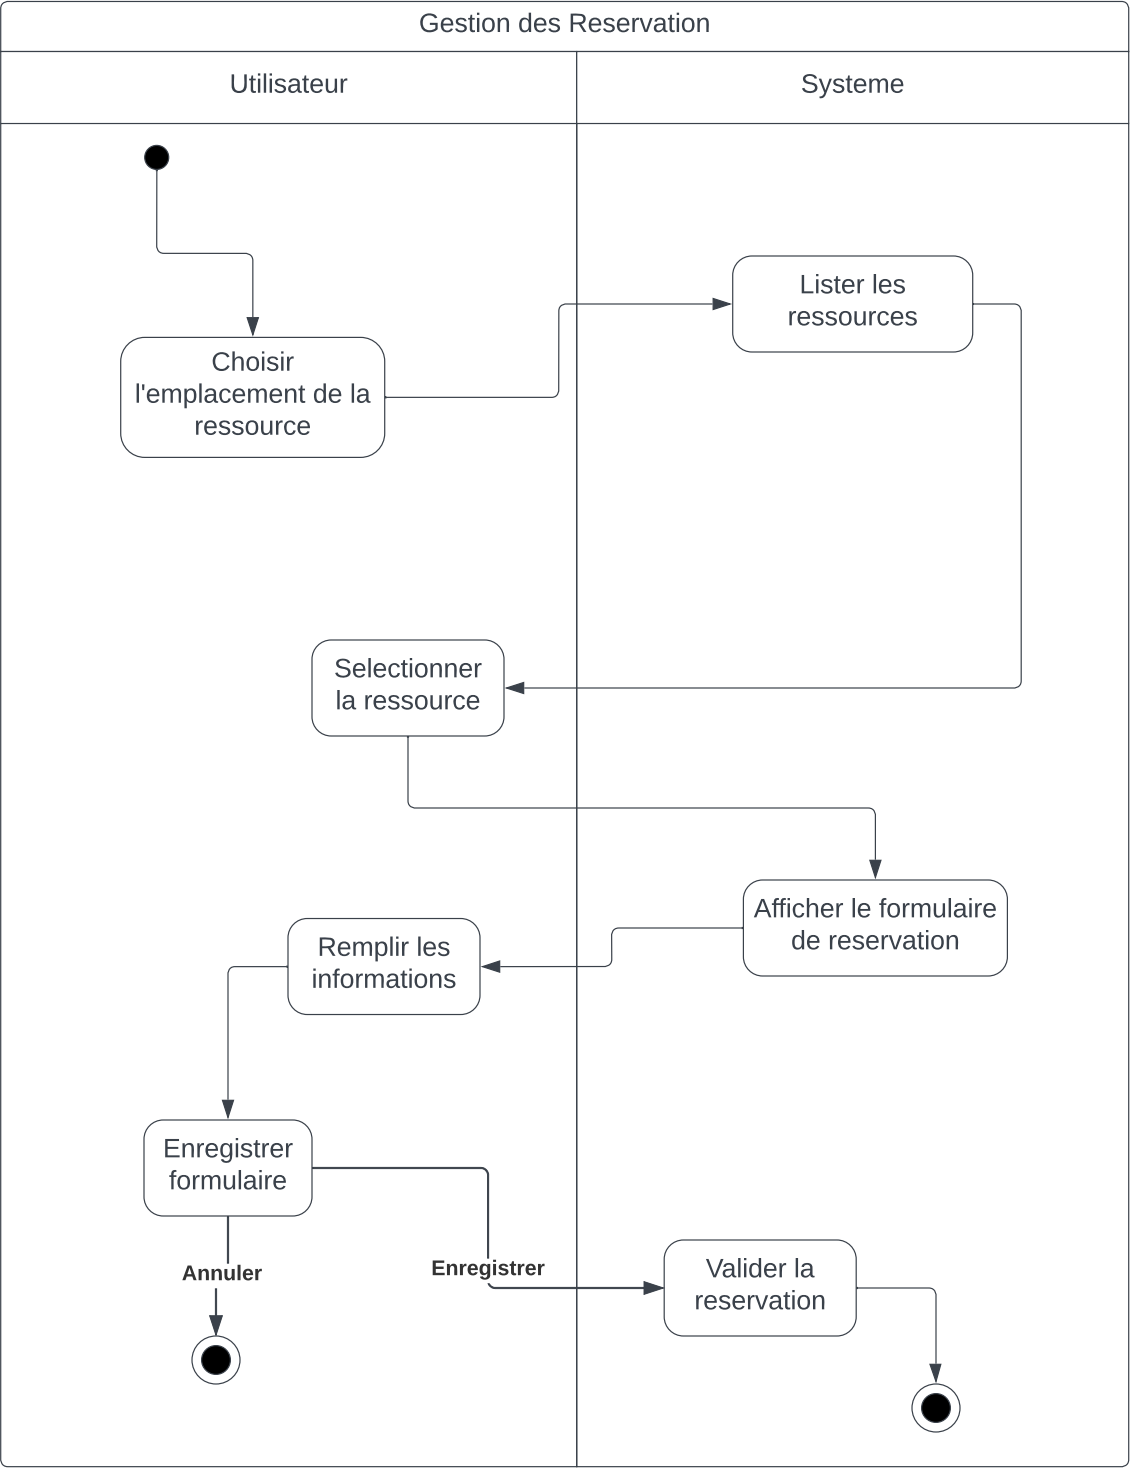 Gestion des Reservation
Utilisateur
Systeme
Lister les
ressources
Choisir
l'emplacement de la
ressource
Selectionner
la ressource
Afficher le formulaire
de reservation
Remplir les
informations
Enregistrer
formulaire
Annuler
Enregistrer
Valider la
reservation